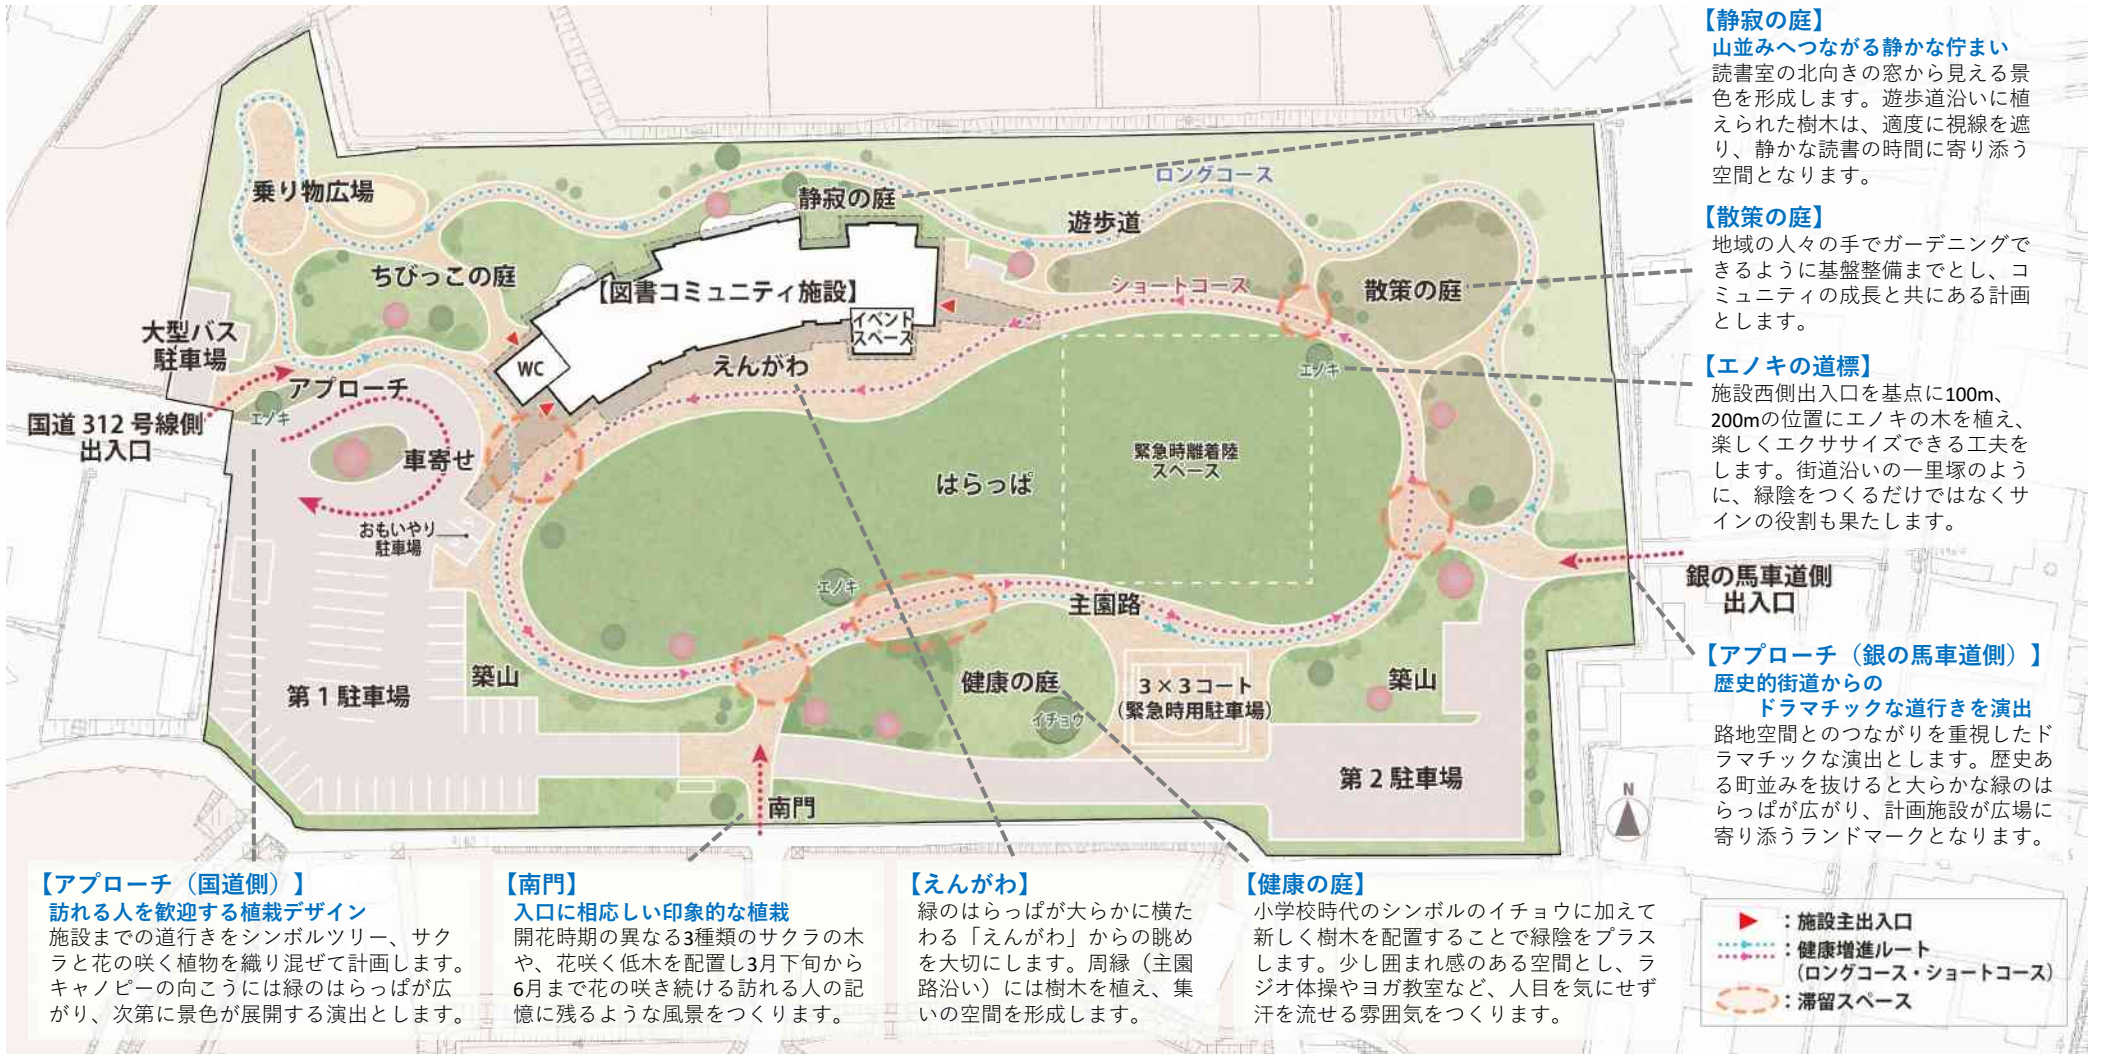 【静寂の庭】
山並みへつながる静かな佇まい
読書室の北向きの窓から見える景
色を形成します。遊歩道沿いに植
えられた樹木は、適度に視線を遮
り、静かな読書の時間に寄り添う
空間となります。
【散策の庭】
地域の人々の手でガーデニングで
きるように基盤整備までとし、コ
ミュニティの成長と共にある計画
とします。
【エノキの道標】
施設西側出入口を基点に100m、
200mの位置にエノキの木を植え、
楽しくエクササイズできる工夫を
します。街道沿いの一里塚のよう
に、緑陰をつくるだけではなくサ
インの役割も果たします。
銀の馬車道側
出入口
【アプローチ（銀の馬車道側）】
歴史的街道からの
ドラマチックな道行きを演出
路地空間とのつながりを重視したド
ラマチックな演出とします。歴史あ
る町並みを抜けると大らかな緑のは
らっぱが広がり、計画施設が広場に
寄り添うランドマークとなります。
乗り物広場
静寂の庭
ロングコース
遊歩道
ちびっこの庭
【図書コミュニティ施設】
ショートコース
散策の庭
イベント
スペース
大型バス
駐車場
WC
えんがわ
エノキ
アプローチ
エノキ
国道 312 号線側
出入口
車寄せ
緊急時離着陸
スペース
はらっぱ
おもいやり
駐車場
エノキ
主園路
築山
第 1 駐車場
健康の庭
イチョウ
3 × 3 コート
(緊急時用駐車場)
築山
第 2 駐車場
南門
N
【アプローチ（国道側）】
訪れる人を歓迎する植栽デザイン
施設までの道行きをシンボルツリー、サク
ラと花の咲く植物を織り混ぜて計画します。
キャノピーの向こうには緑のはらっぱが広
がり、次第に景色が展開する演出とします。
【南門】
入口に相応しい印象的な植栽
開花時期の異なる3種類のサクラの木
や、花咲く低木を配置し3月下旬から
6月まで花の咲き続ける訪れる人の記
憶に残るような風景をつくります。
【えんがわ】
緑のはらっぱが大らかに横た
わる「えんがわ」からの眺め
を大切にします。周縁（主園
路沿い）には樹木を植え、集
いの空間を形成します。
【健康の庭】
小学校時代のシンボルのイチョウに加えて
新しく樹木を配置することで緑陰をプラス
します。少し囲まれ感のある空間とし、ラ
ジオ体操やヨガ教室など、人目を気にせず
汗を流せる雰囲気をつくります。
：施設主出入口
：健康増進ルート
(ロングコース・ショートコース)
：滞留スペース